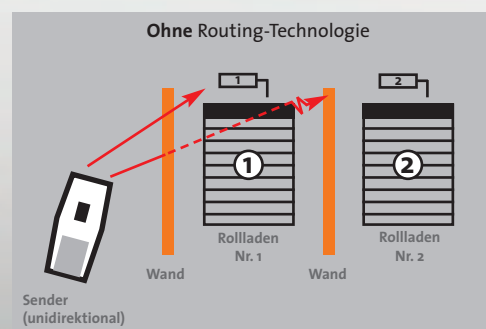 Ohne Routing-Technologie
1
2
1
2
Rollladen
Nr. 1
Rollladen
Nr. 2
Wand
Wand
Sender
(unidirektional)